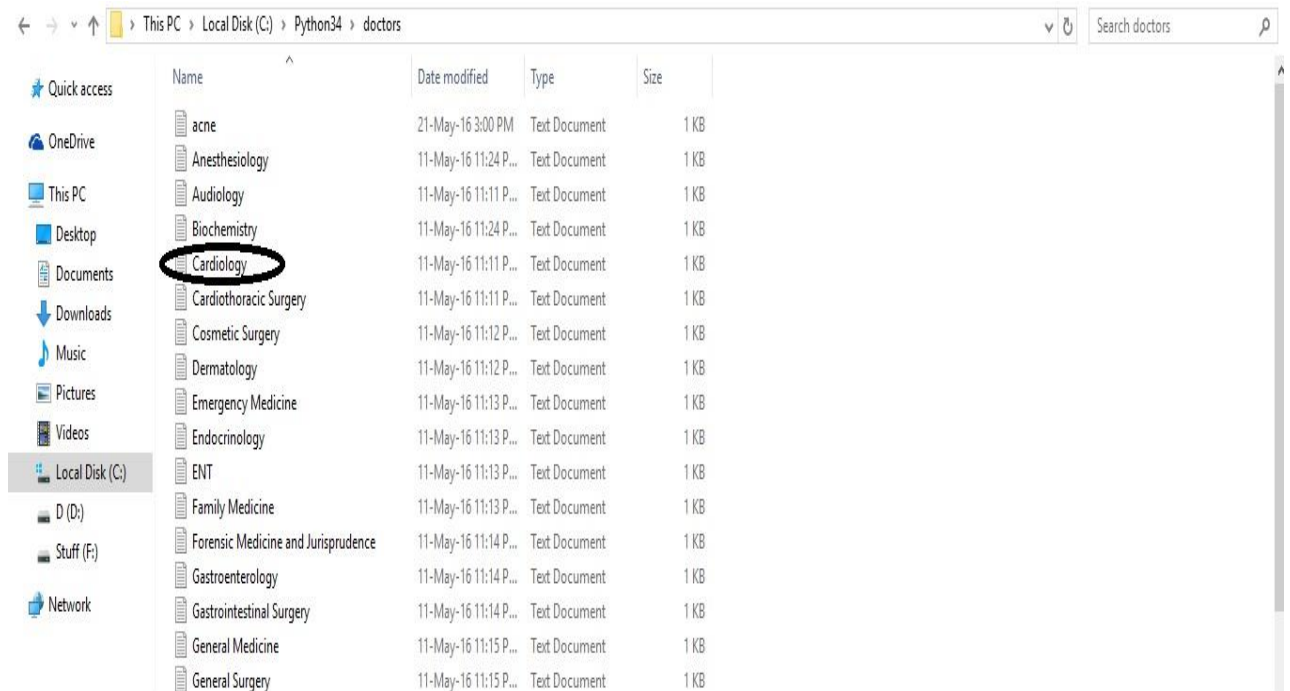 This PC > Local Disk (C:) > Python34 > doctors
Search doctors
Name Date modified Type Size
Quick access
OneDrive
This PC
Desktop
Documents
Downloads
Music
Pictures
Videos
Local Disk (C:)
D (D:)
Stuff (F:)
Network
acne 21-May-16 3:00 PM Text Document 1 KB
Anesthesiology 11-May-16 11:24 P... Text Document 1 KB
Audiology 11-May-16 11:11 P... Text Document 1 KB
Biochemistry 11-May-16 11:24 P... Text Document 1 KB
Cardiology 11-May-16 11:11 P... Text Document 1 KB
Cardiothoracic Surgery 11-May-16 11:11 P... Text Document 1 KB
Cosmetic Surgery 11-May-16 11:12 P... Text Document 1 KB
Dermatology 11-May-16 11:12 P... Text Document 1 KB
Emergency Medicine 11-May-16 11:13 P... Text Document 1 KB
Endocrinology 11-May-16 11:13 P... Text Document 1 KB
ENT 11-May-16 11:13 P... Text Document 1 KB
Family Medicine 11-May-16 11:13 P... Text Document 1 KB
Forensic Medicine and Jurisprudence 11-May-16 11:14 P... Text Document 1 KB
Gastroenterology 11-May-16 11:14 P... Text Document 1 KB
Gastrointestinal Surgery 11-May-16 11:14 P... Text Document 1 KB
General Medicine 11-May-16 11:15 P... Text Document 1 KB
General Surgery 11-May-16 11:15 P... Text Document 1 KB